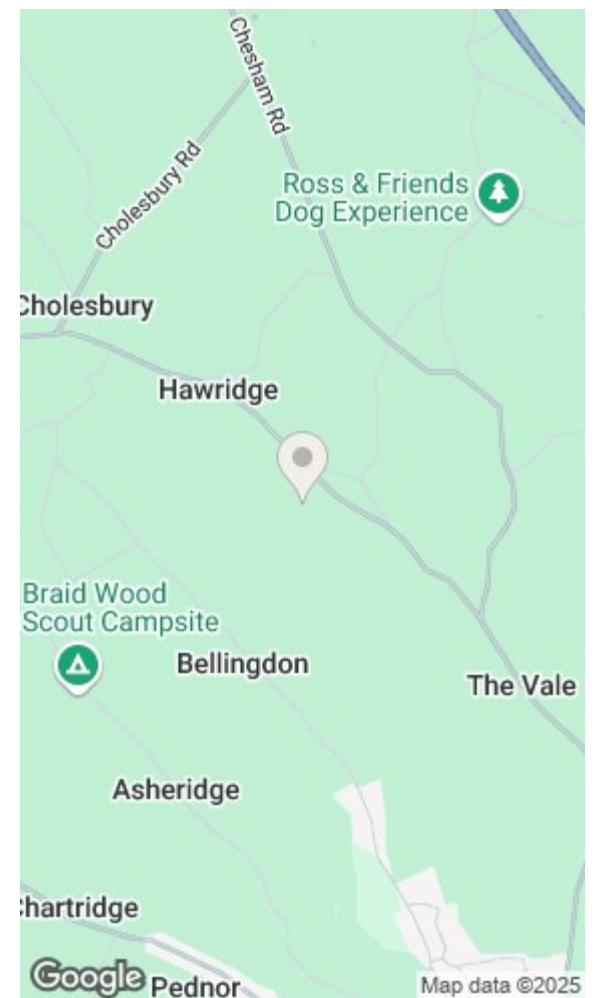 Chesham Rd
Cholesbury Rd
Ross & Friends
Dog Experience
Cholesbury
Hawridge
Braid Wood
Scout Campsite
Bellingdon
The Vale
Asheridge
Chartridge
Google
Pednor
Map data ©2025